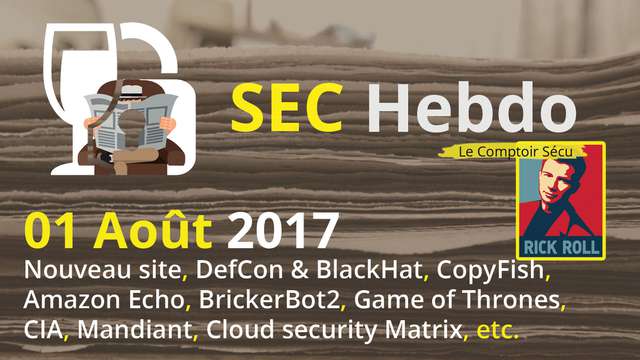 SEC Hebdo
Le Comptoir Sécu
RICK ROLL
01 Août 2017
Nouveau site, DefCon & BlackHat, CopyFish,
Amazon Echo, BrickerBot2, Game of Thrones,
CIA, Mandiant, Cloud security Matrix, etc.